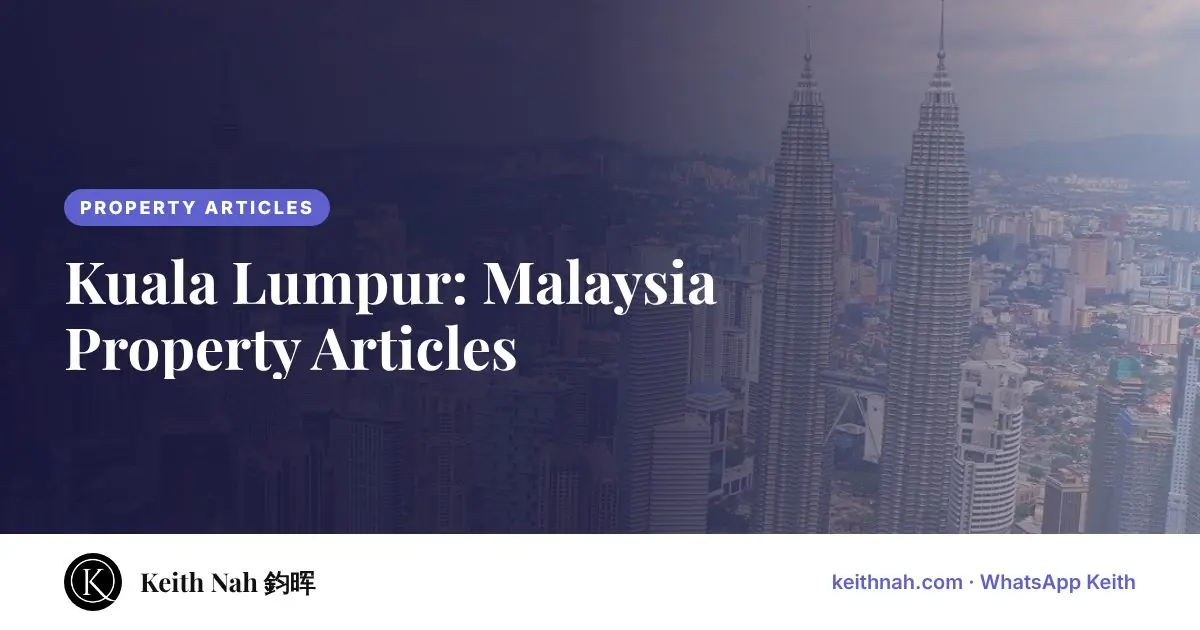 PROPERTY ARTICLES
Kuala Lumpur: Malaysia
Property Articles
K
Keith Nah 鈞晖
keithnah.com · WhatsApp Keith